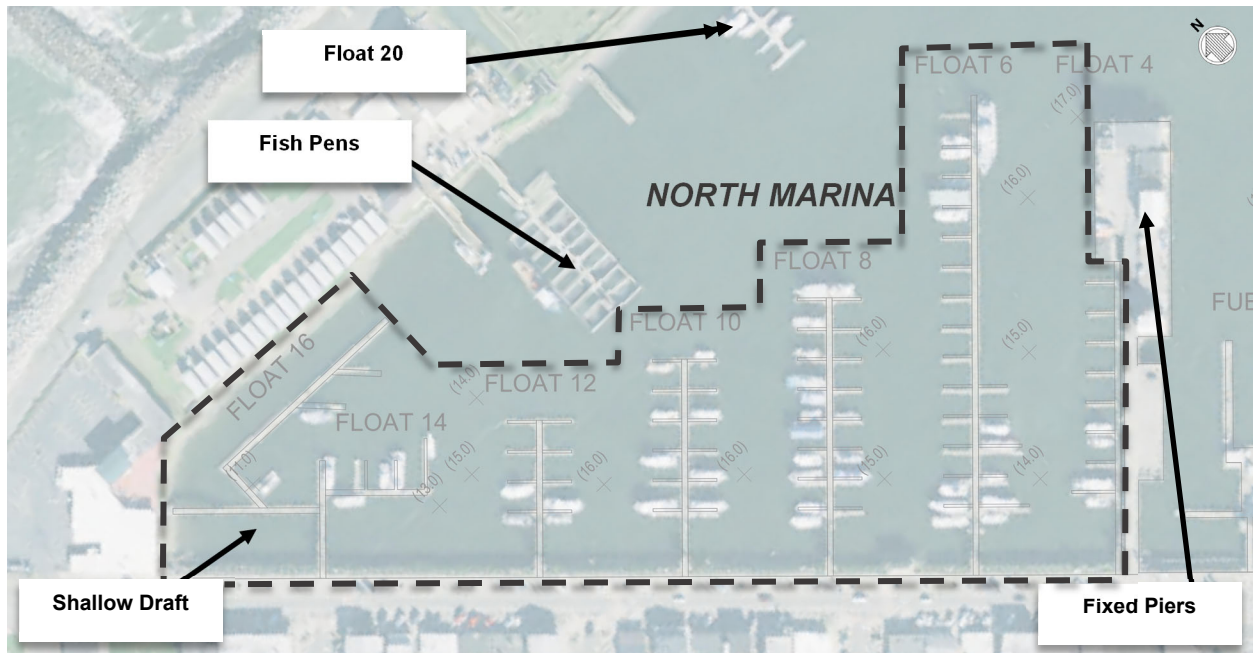 N
Float 20
FLOAT 6
FLOAT 4
(17.0)
Fish Pens
(16.0)
NORTH MARINA
FLOAT 8
FUE
FLOAT 10
(16.0)
(15.0)
FLOAT 16
(14.0)
FLOAT 12
FLOAT 14
(11.0)
(15.0)
(13.0)
(16.0)
(16.0)
(15.0)
(14.0)
Shallow Draft
Fixed Piers